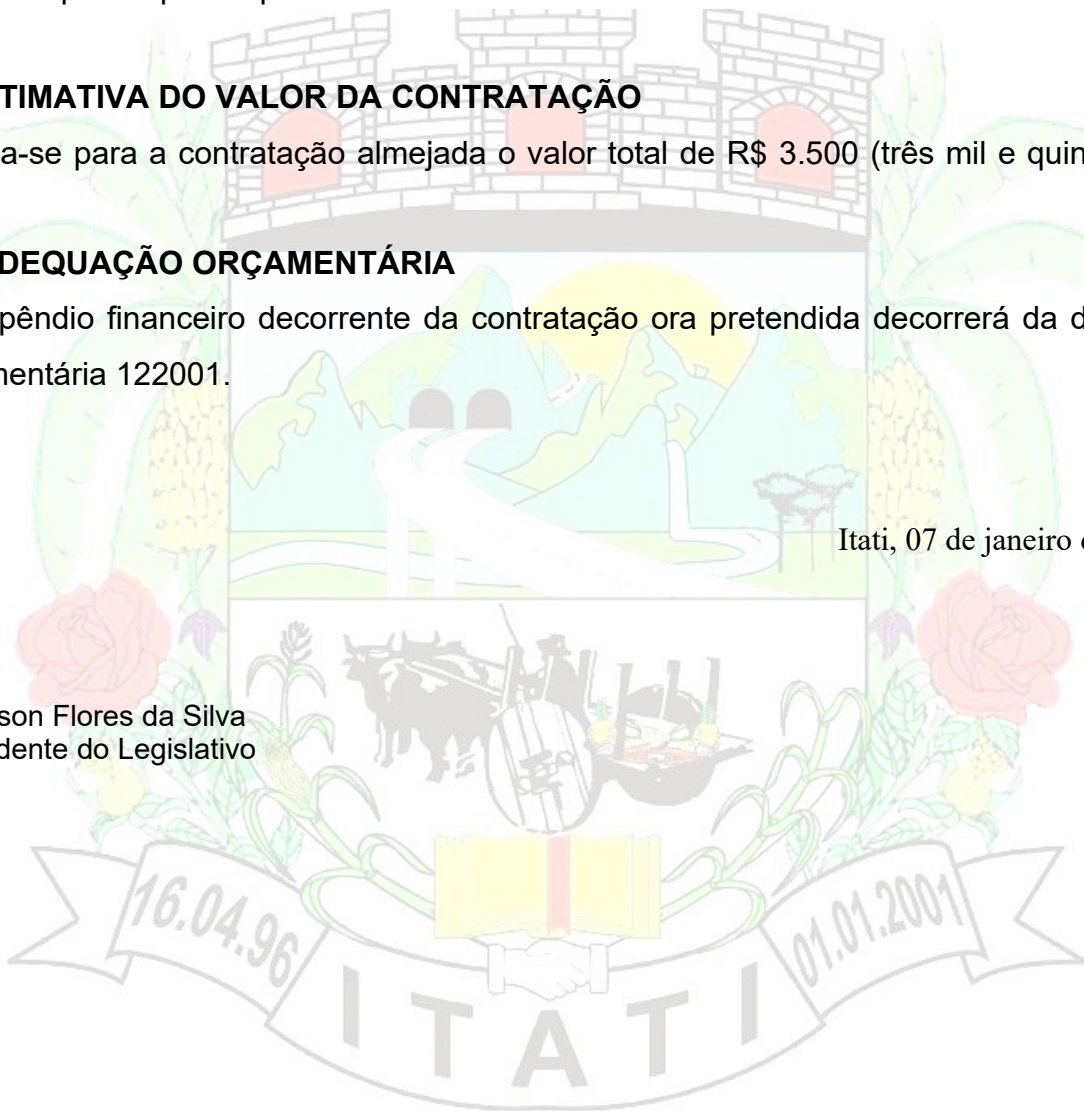 TIMATIVA DO VALOR DA CONTRATAÇÃO
a-se para a contratação almejada o valor total de R$ 3.500 (três mil e quin
DEQUAÇÃO ORÇAMENTÁRIA
pêndio financeiro decorrente da contratação ora pretendida decorrerá da d
mentária 122001.
Itati, 07 de janeiro
son Flores da Silva
dente do Legislativo
16.04.96
01.01.2001
ITATI